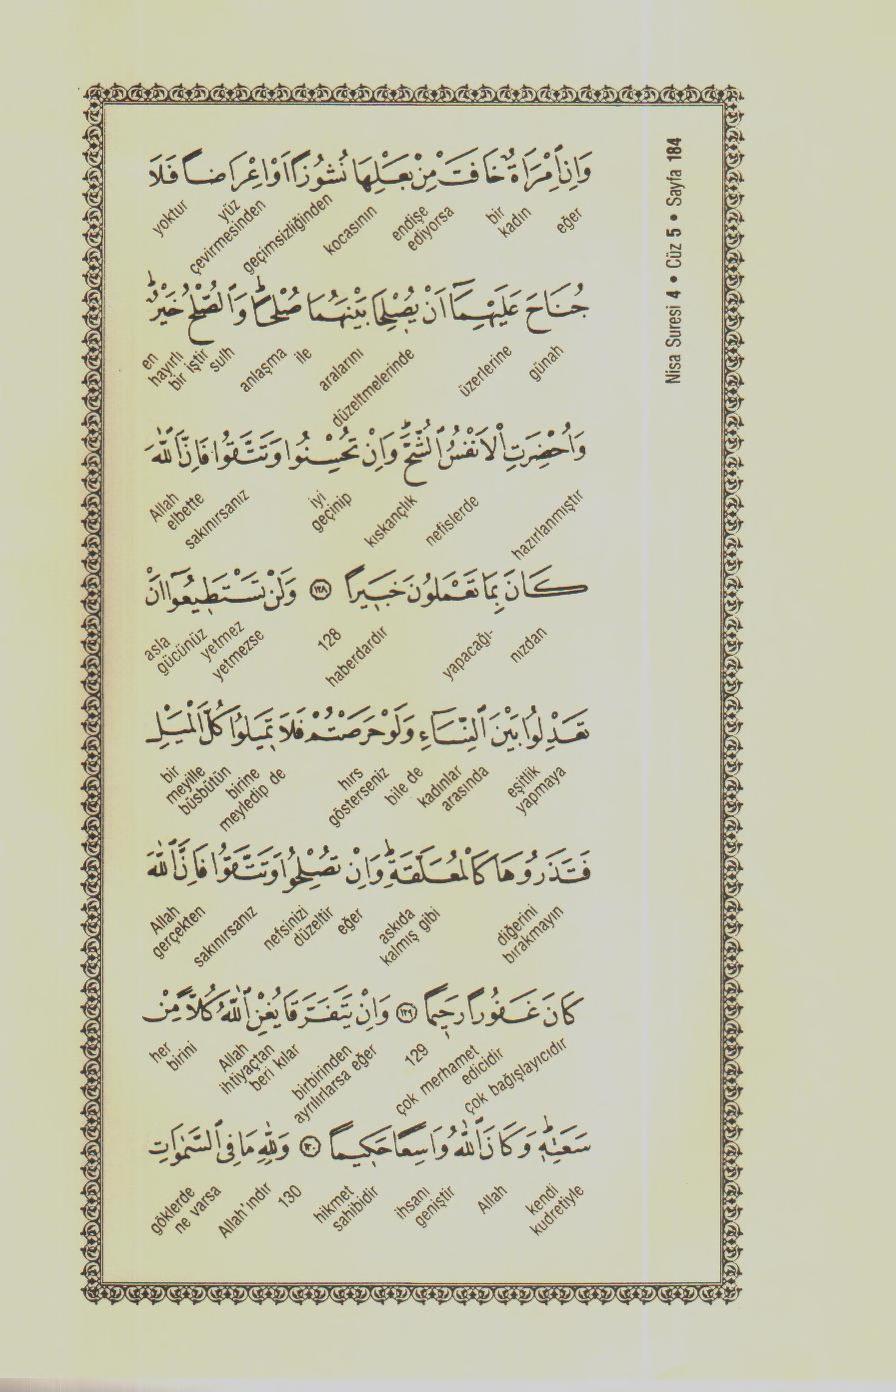 Nisa Suresi 4 • Cüz 5 • Sayfa 184
وَاِنِ امْرَاَةٌ خَافَتْ مِنْ بَعْلِهَا نُشُوزًا اَوْ اِعْرَاضًا فَلَا
eğer bir kadın endişe ediyorsa kocasının geçimsizliğinden yüz çevirmesinden yoktur
جُنَاحَ عَلَيْهِمَٓا اَنْ يُصْلِحَا بَيْنَهُمَا صُلْحًاۜ وَالصُّلْحُ خَيْرٌۜ
günah üzerlerine düzeltmelerinde aralarını ile anlaşma sulh en hayırlı bir iştir
وَاُحْضِرَتِ الْاَنْفُسُ الشُّحَّۜ وَاِنْ تُحْسِنُوا وَتَتَّقُوا فَاِنَّ اللّٰهَ
hazırlanmıştır nefislerde kıskançlık iyi geçinip sakınırsanız elbette Allah
كَانَ بِمَا تَعْمَلُونَ خَبِيرًا ﴿١٢٨﴾ وَلَنْ تَسْتَطِيعُٓوا اَنْ
nızdan yapacağı- haberdardır 128 yetmez yetmezse asla gücünüz
تَعْدِلُوا بَيْنَ النِّسَٓاءِ وَلَوْ حَرَصْتُمْ فَلَا تَمِيلُوا كُلَّ الْمَيْلِ
eşitlik yapmaya kadınlar arasında bile de hırs gösterseniz birine meyledip de bir meyille büsbütün
فَتَذَرُوهَا كَالْمُعَلَّقَةِۜ وَاِنْ تُصْلِحُوا وَتَتَّقُوا فَاِنَّ اللّٰهَ
diğerini bırakmayın askıda kalmış gibi eğer nefsinizi düzeltir sakınırsanız gerçekten Allah
كَانَ غَفُورًا رَحِيمًا ﴿١٢٩﴾ وَاِنْ يَتَفَرَّقَا يُغْنِ اللّٰهُ كُلًّا مِنْ
çok bağışlayıcıdır çok merhamet edicidir 129 birbirinden ayrılırlarsa eğer Allah ihtiyaçtan beri kılar her birini
سَعَتِهِۜ وَكَانَ اللّٰهُ وَاسِعًا حَكِيمًا ﴿١٣٠﴾ وَلِلّٰهِ مَا فِي السَّمٰوَاتِ
kendi kudretiyle Allah ihsanı geniştir hikmet sahibidir 130 Allah'ındır göklerde ne varsa